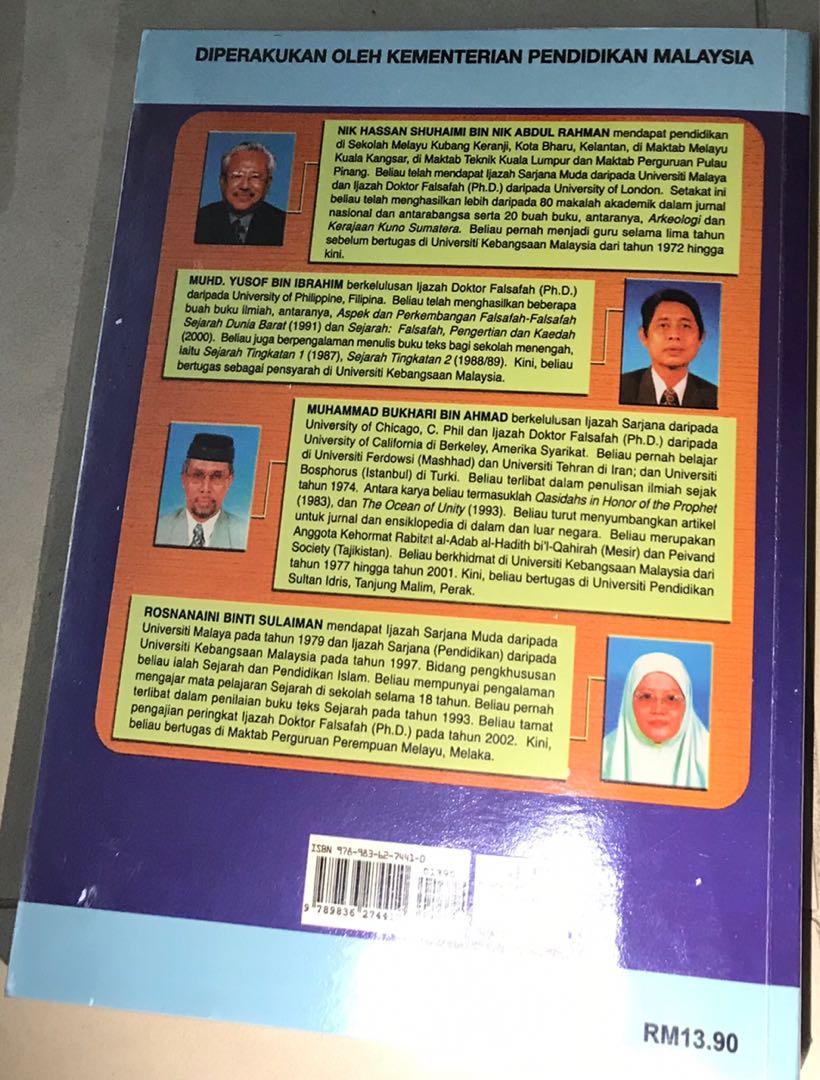 DIPERAKUKAN OLEH KEMENTERIAN PENDIDIKAN MALAYSIA
NIK HASSAN SHUHAIMI BIN NIK ABDUL RAHMAN mendapat pendidikan
di Sekolah Melayu Kubang Keranji, Kota Bharu, Kelantan, di Maktab Melayu
Kuala Kangsar, di Maktab Teknik Kuala Lumpur dan Maktab Perguruan Pulau
Pinang. Beliau telah mendapat Ijazah Sarjana Muda daripada Universiti Malaya
dan Ijazah Doktor Falsafah (Ph.D.) daripada University of London. Setakat ini
beliau telah menghasilkan lebih daripada 80 makalah akademik dalam jurnal
nasional dan antarabangsa serta 20 buah buku, antaranya, Arkeologi dan
Kerajaan Kuno Sumatera. Beliau pernah menjadi guru selama lima tahun
sebelum bertugas di Universiti Kebangsaan Malaysia dari tahun 1972 hingga
kini.
MUHD. YUSOF BIN IBRAHIM berkelulusan Ijazah Doktor Falsafah (Ph.D.)
daripada University of Philippine, Filipina. Beliau telah menghasilkan beberapa
buah buku ilmiah, antaranya, Aspek dan Perkembangan Falsafah-Falsafah
Sejarah Dunia Barat (1991) dan Sejarah: Falsafah, Pengertian dan Kaedah
(2000). Beliau juga berpengalaman menulis buku teks bagi sekolah menengah,
iaitu Sejarah Tingkatan 1 (1987), Sejarah Tingkatan 2 (1988/89). Kini, beliau
bertugas sebagai pensyarah di Universiti Kebangsaan Malaysia.
MUHAMMAD BUKHARI BIN AHMAD berkelulusan Ijazah Sarjana daripada
University of Chicago, C. Phil dan Ijazah Doktor Falsafah (Ph.D.) daripada
University of California di Berkeley, Amerika Syarikat. Beliau pernah belajar
di Universiti Ferdowsi (Mashhad) dan Universiti Tehran di Iran; dan Universiti
Bosphorus (Istanbul) di Turki. Beliau terlibat dalam penulisan ilmiah sejak
tahun 1974. Antara karya beliau termasuklah Qasidahs in Honor of the Prophet
(1983), dan The Ocean of Unity (1993). Beliau turut menyumbangkan artikel
untuk jurnal dan ensiklopedia di dalam dan luar negara. Beliau merupakan
Anggota Kehormat Rabitat al-Adab al-Hadith bi'l-Qahirah (Mesir) dan Peivand
Society (Tajikistan). Beliau berkhidmat di Universiti Kebangsaan Malaysia dari
tahun 1977 hingga tahun 2001. Kini, beliau bertugas di Universiti Pendidikan
Sultan Idris, Tanjung Malim, Perak.
ROSNANAINI BINTI SULAIMAN mendapat Ijazah Sarjana Muda daripada
Universiti Malaya pada tahun 1979 dan Ijazah Sarjana (Pendidikan) daripada
Universiti Kebangsaan Malaysia pada tahun 1997. Bidang pengkhususan
beliau ialah Sejarah dan Pendidikan Islam. Beliau mempunyai pengalaman
mengajar mata pelajaran Sejarah di sekolah selama 18 tahun. Beliau pernah
terlibat dalam penilaian buku teks Sejarah pada tahun 1993. Beliau tamat
pengajian peringkat Ijazah Doktor Falsafah (Ph.D.) pada tahun 2002. Kini,
beliau bertugas di Maktab Perguruan Perempuan Melayu, Melaka.
ISBN 978-983-62-7441-0
01390
9 789836 2744
RM13.90